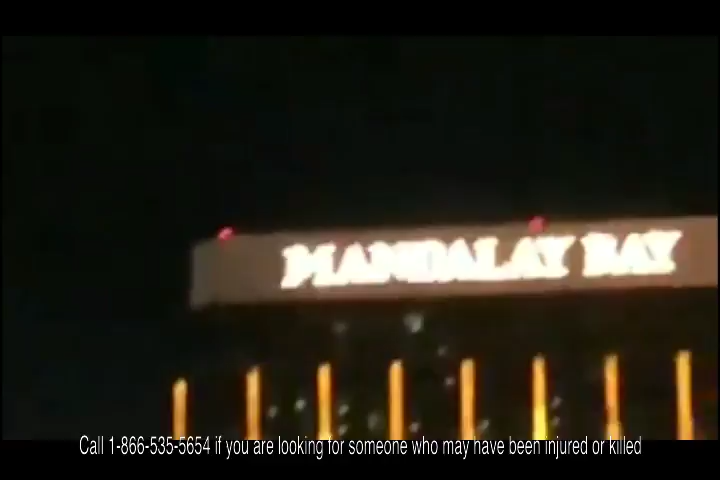 MANDALAY BAY
Call 1-866-535-5654 if you are looking for someone who may have been injured or killed